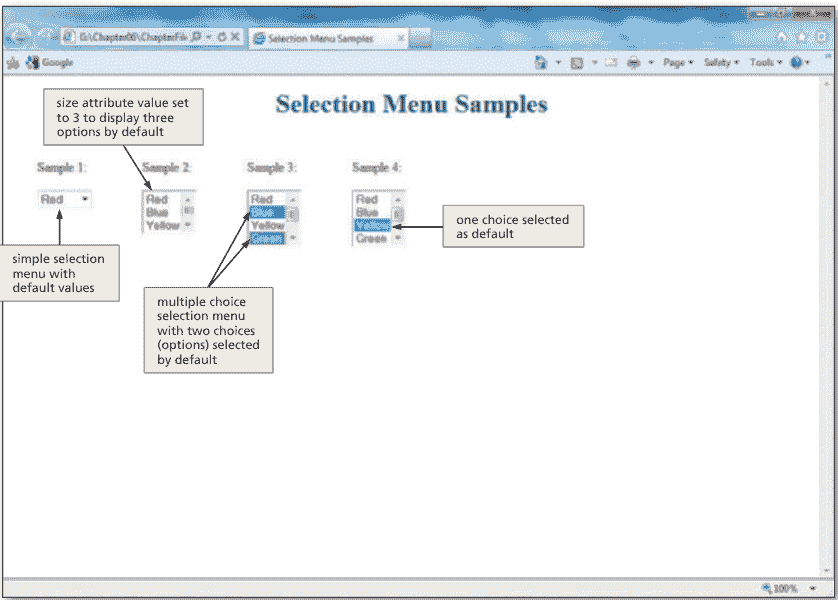 Selection Menu Samples
Google
Page
Safety
Tools
size attribute value set
to 3 to display three
options by default
Selection Menu Samples
Sample 1:
Red
simple selection
menu with
default values
Sample 2:
Red
Blue
Yellow
Sample 3:
Red
Blue
Yellow
Green
multiple choice
selection menu
with two choices
(options) selected
by default
Sample 4:
Red
Blue
Yellow
Green
one choice selected
as default
100%